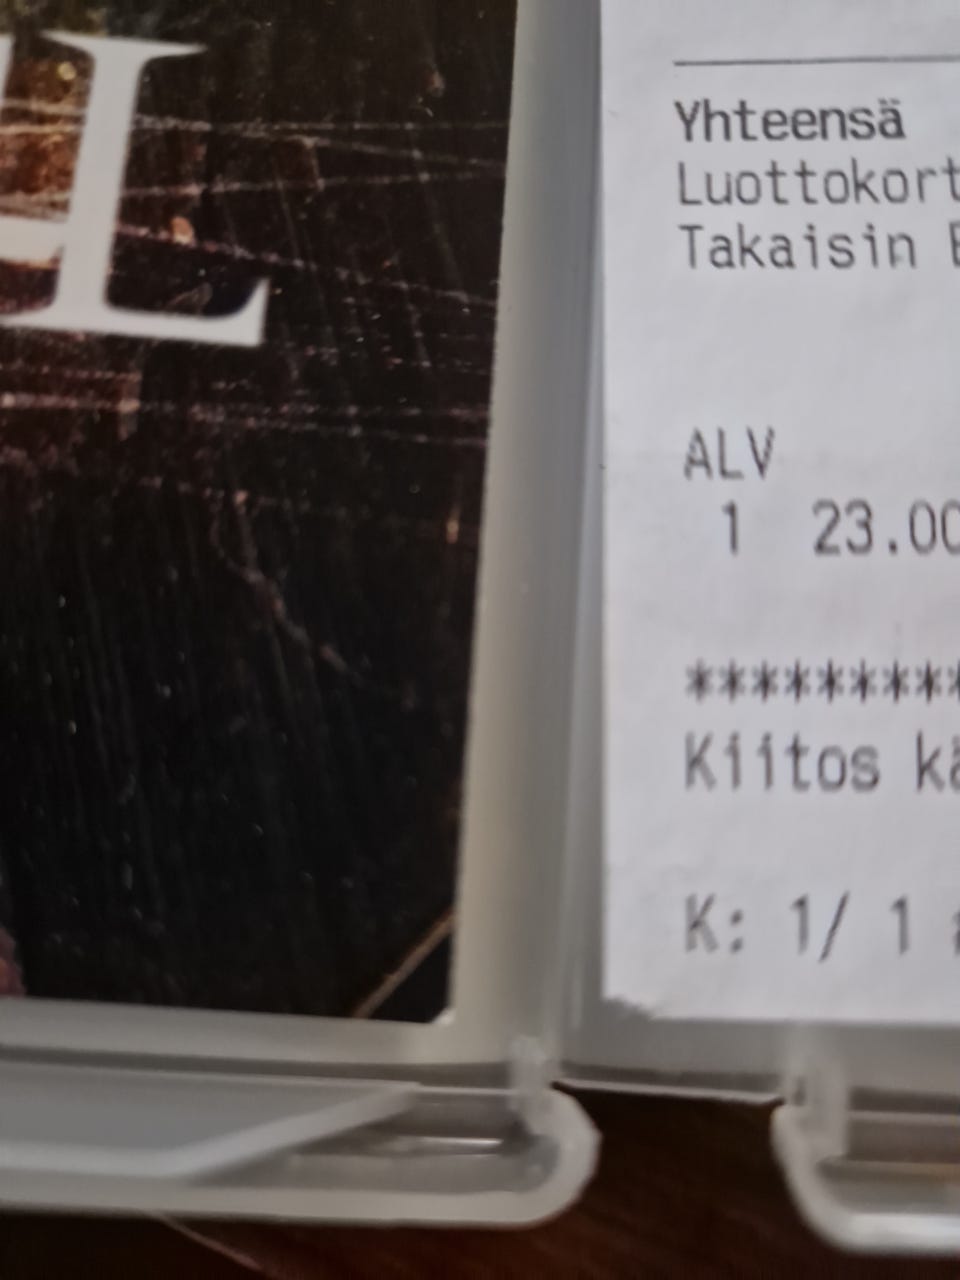 L
Yhteensä
Luottokort
Takaisin E
ALV
1 23.00
*********
Kiitos kä
K: 1/ 1